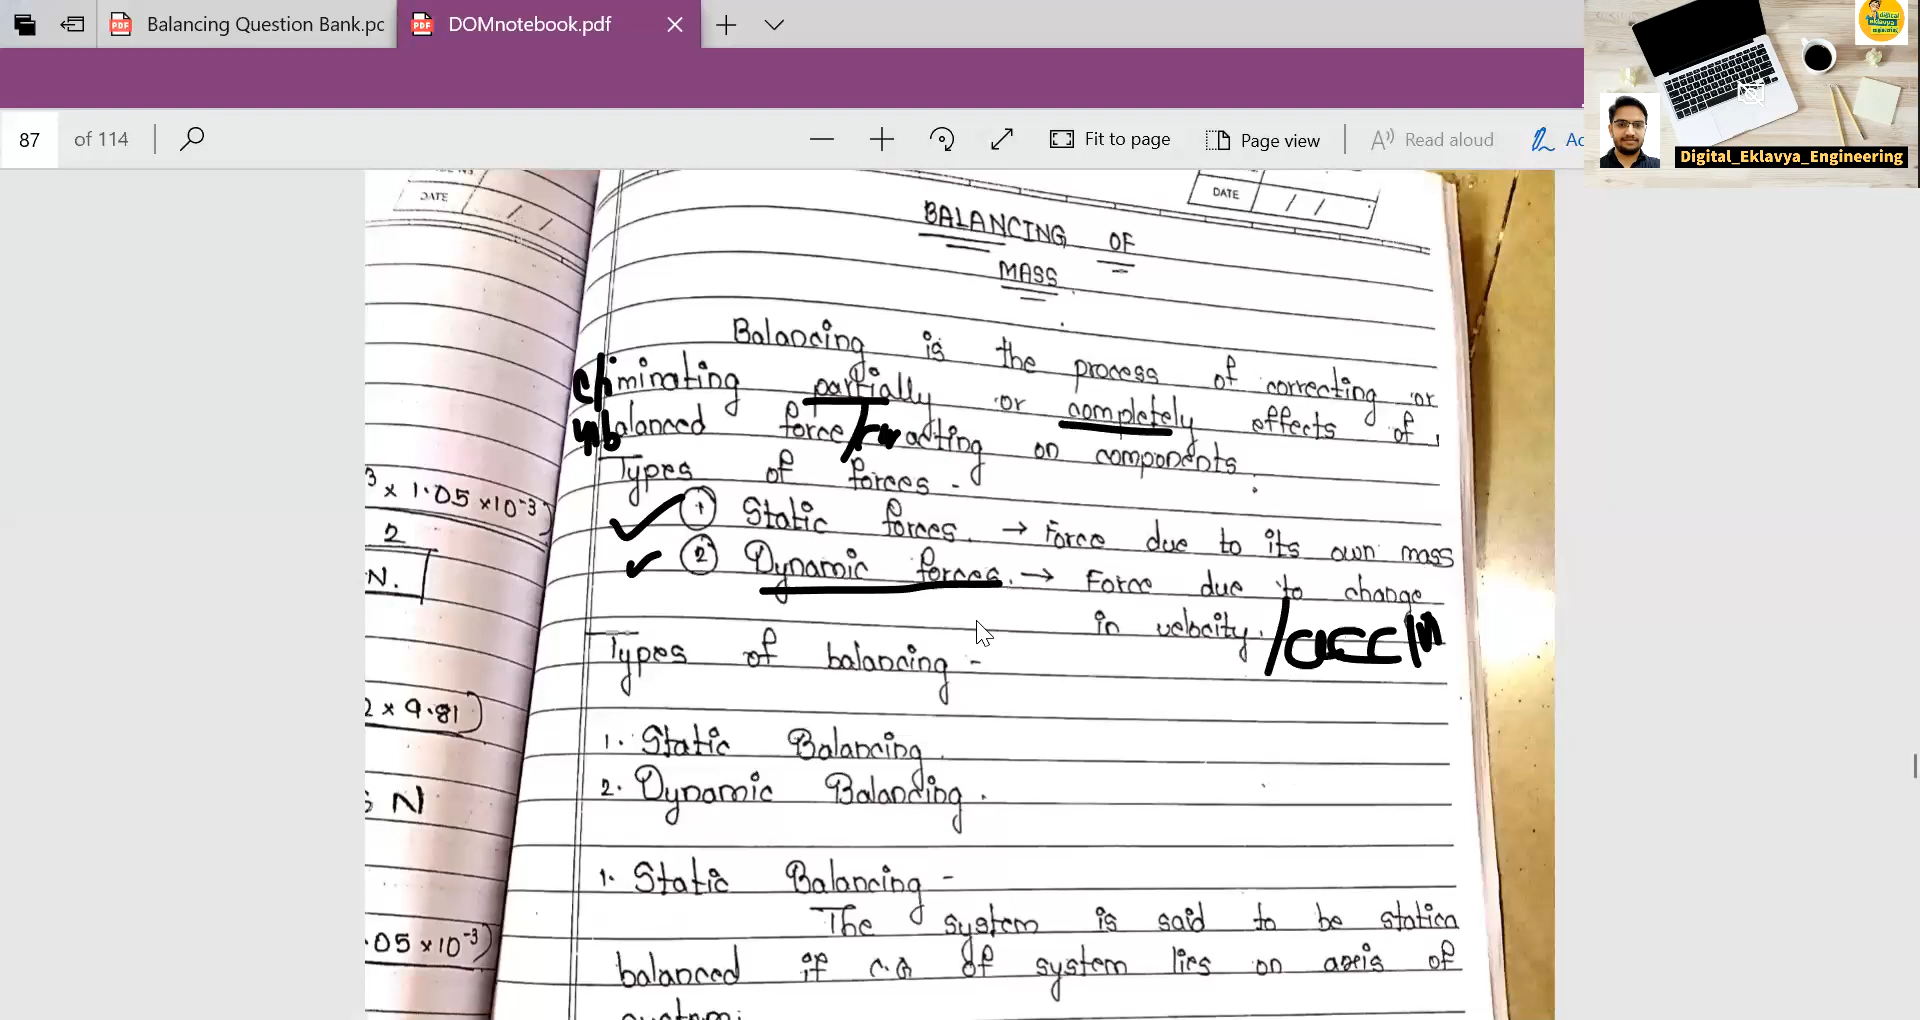 Balancing Question Bank.pc
DOMnotebook.pdf
87 of 114
Fit to page
Page view
Read aloud
Digital_Eklavya_Engineering
DATE / /
DATE / /
BALANCING OF
MASS
Balancing is the process of correcting or
eliminating partially or completely effects of
unbalanced force acting on components.
Types of forces -
1 Static forces. → Force due to its own mass
2 Dynamic forces. → Force due to change
in velocity. /accln
Types of balancing -
1. Static Balancing.
2. Dynamic Balancing.
1. Static Balancing -
The system is said to be statica
balanced if C.G of system lies on axis of
3 x 1.05 x10-3)
2
N.
2 x 9.81)
N
.05 x10-3)